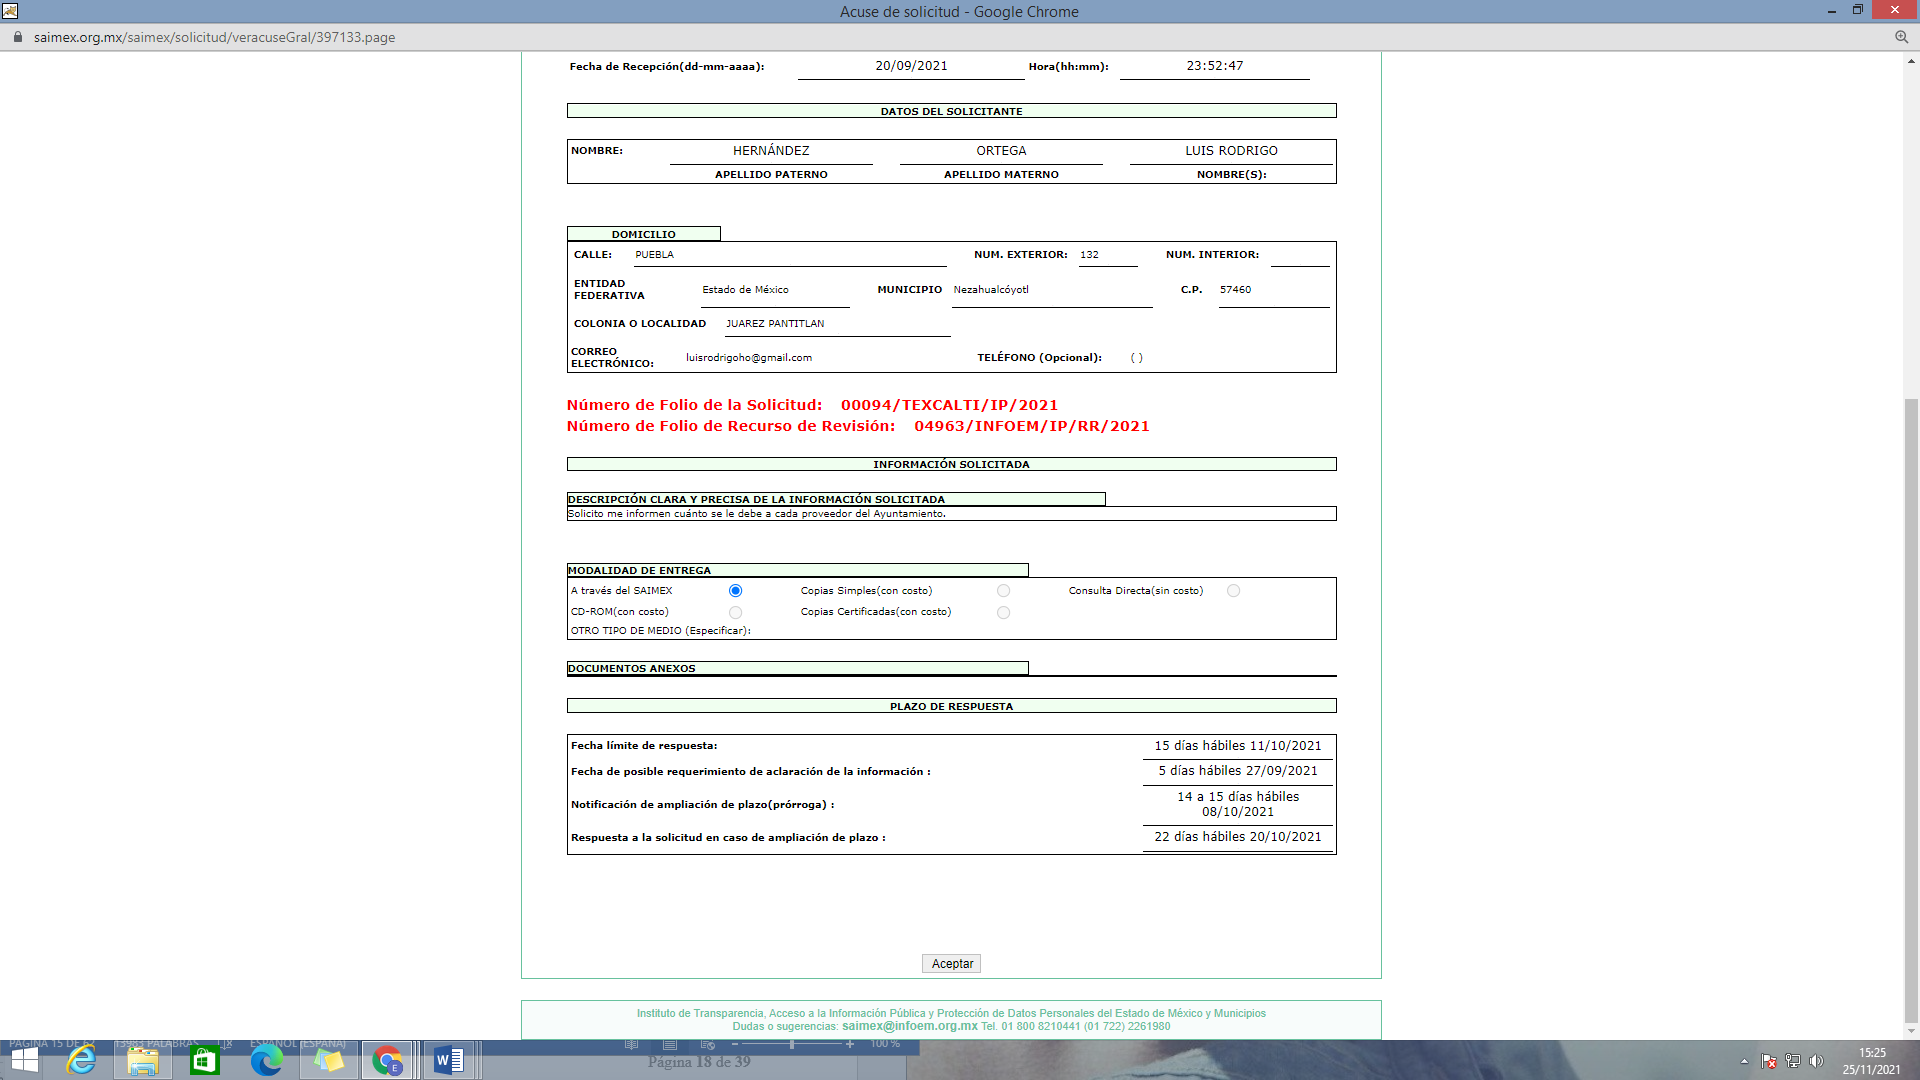 Acuse de solicitud - Google Chrome
saimex.org.mx/saimex/solicitud/veracuseGral/397133.page
Fecha de Recepción(dd-mm-aaaa): 20/09/2021 Hora(hh:mm): 23:52:47
DATOS DEL SOLICITANTE
NOMBRE: HERNÁNDEZ ORTEGA LUIS RODRIGO
APELLIDO PATERNO APELLIDO MATERNO NOMBRE(S):
DOMICILIO
CALLE: PUEBLA NUM. EXTERIOR: 132 NUM. INTERIOR:
ENTIDAD FEDERATIVA Estado de México MUNICIPIO Nezahualcóyotl C.P. 57460
COLONIA O LOCALIDAD JUAREZ PANTITLAN
CORREO ELECTRÓNICO: luisrodrigoho@gmail.com TELÉFONO (Opcional): ( )
Número de Folio de la Solicitud: 00094/TEXCALTI/IP/2021
Número de Folio de Recurso de Revisión: 04963/INFOEM/IP/RR/2021
INFORMACIÓN SOLICITADA
DESCRIPCIÓN CLARA Y PRECISA DE LA INFORMACIÓN SOLICITADA
Solicito me informen cuánto se le debe a cada proveedor del Ayuntamiento.
MODALIDAD DE ENTREGA
A través del SAIMEX Copias Simples(con costo) Consulta Directa(sin costo)
CD-ROM(con costo) Copias Certificadas(con costo)
OTRO TIPO DE MEDIO (Especificar):
DOCUMENTOS ANEXOS
PLAZO DE RESPUESTA
Fecha límite de respuesta: 15 días hábiles 11/10/2021
Fecha de posible requerimiento de aclaración de la información : 5 días hábiles 27/09/2021
Notificación de ampliación de plazo(prórroga) : 14 a 15 días hábiles 08/10/2021
Respuesta a la solicitud en caso de ampliación de plazo : 22 días hábiles 20/10/2021
Aceptar
Instituto de Transparencia, Acceso a la Información Pública y Protección de Datos Personales del Estado de México y Municipios
Dudas o sugerencias: saimex@infoem.org.mx Tel. 01 800 8210441 (01 722) 2261980
PÁGINA 15 DE 62 13983 PALABRAS ESPAÑOL (ESPAÑA) 100 %
Página 18 de 39
15:25
25/11/2021